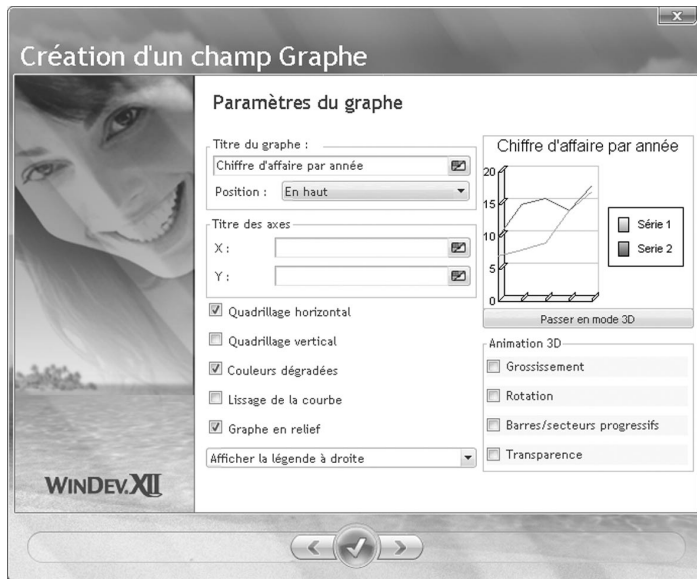 x
Création d'un champ Graphe
Paramètres du graphe
Titre du graphe :
Chiffre d'affaire par année
Position : En haut
Titre des axes
X :
Y :
Quadrillage horizontal
Quadrillage vertical
Couleurs dégradées
Lissage de la courbe
Graphe en relief
Afficher la légende à droite
Chiffre d'affaire par année
20
15
10
5
0
Série 1
Serie 2
Passer en mode 3D
Animation 3D
Grossissement
Rotation
Barres/secteurs progressifs
Transparence
WINDEV.XII